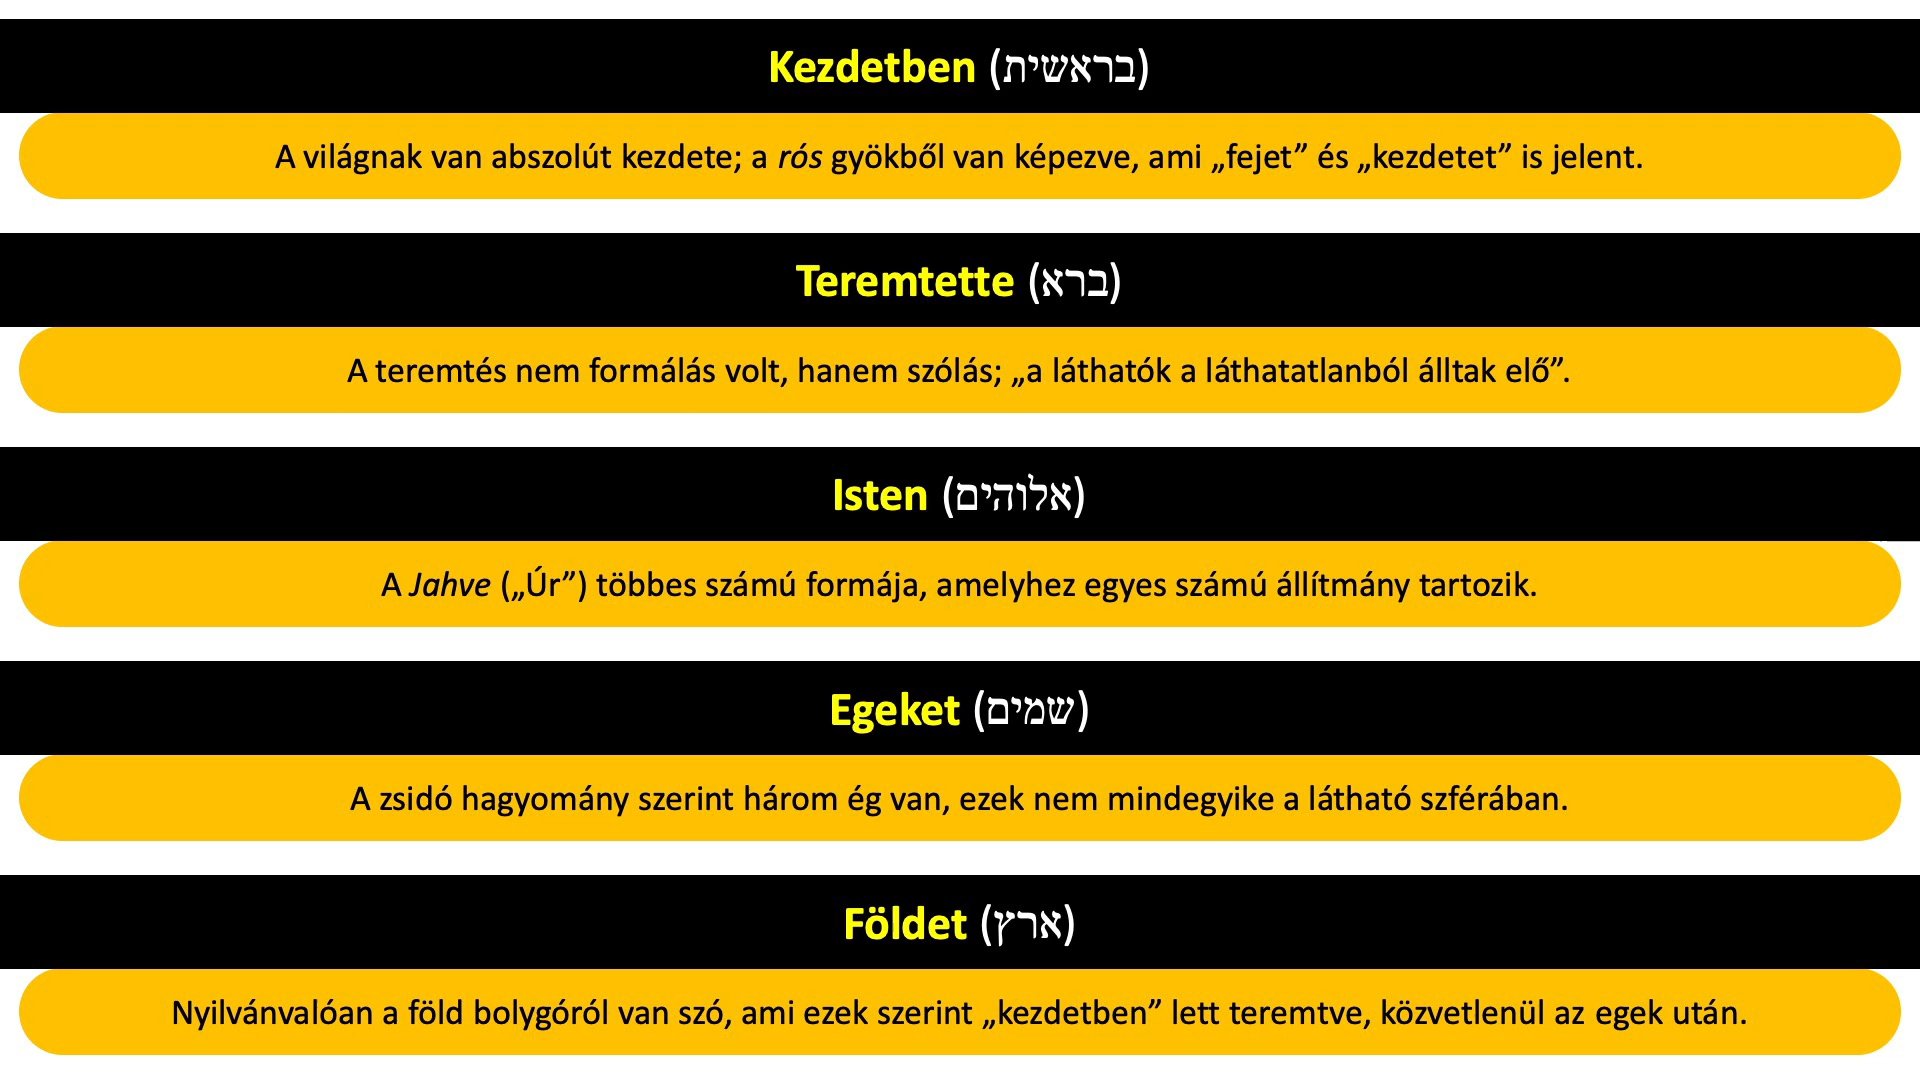 Kezdetben (בראשית)
A világnak van abszolút kezdete; a rós gyökből van képezve, ami „fejet” és „kezdetet” is jelent.
Teremtette (ברא)
A teremtés nem formálás volt, hanem szólás; „a láthatók a láthatatlanból álltak elő”.
Isten (אלוהים)
A Jahve („Úr”) többes számú formája, amelyhez egyes számú állítmány tartozik.
Egeket (שמים)
A zsidó hagyomány szerint három ég van, ezek nem mindegyike a látható szférában.
Földet (ארץ)
Nyilvánvalóan a föld bolygóról van szó, ami ezek szerint „kezdetben” lett teremtve, közvetlenül az egek után.